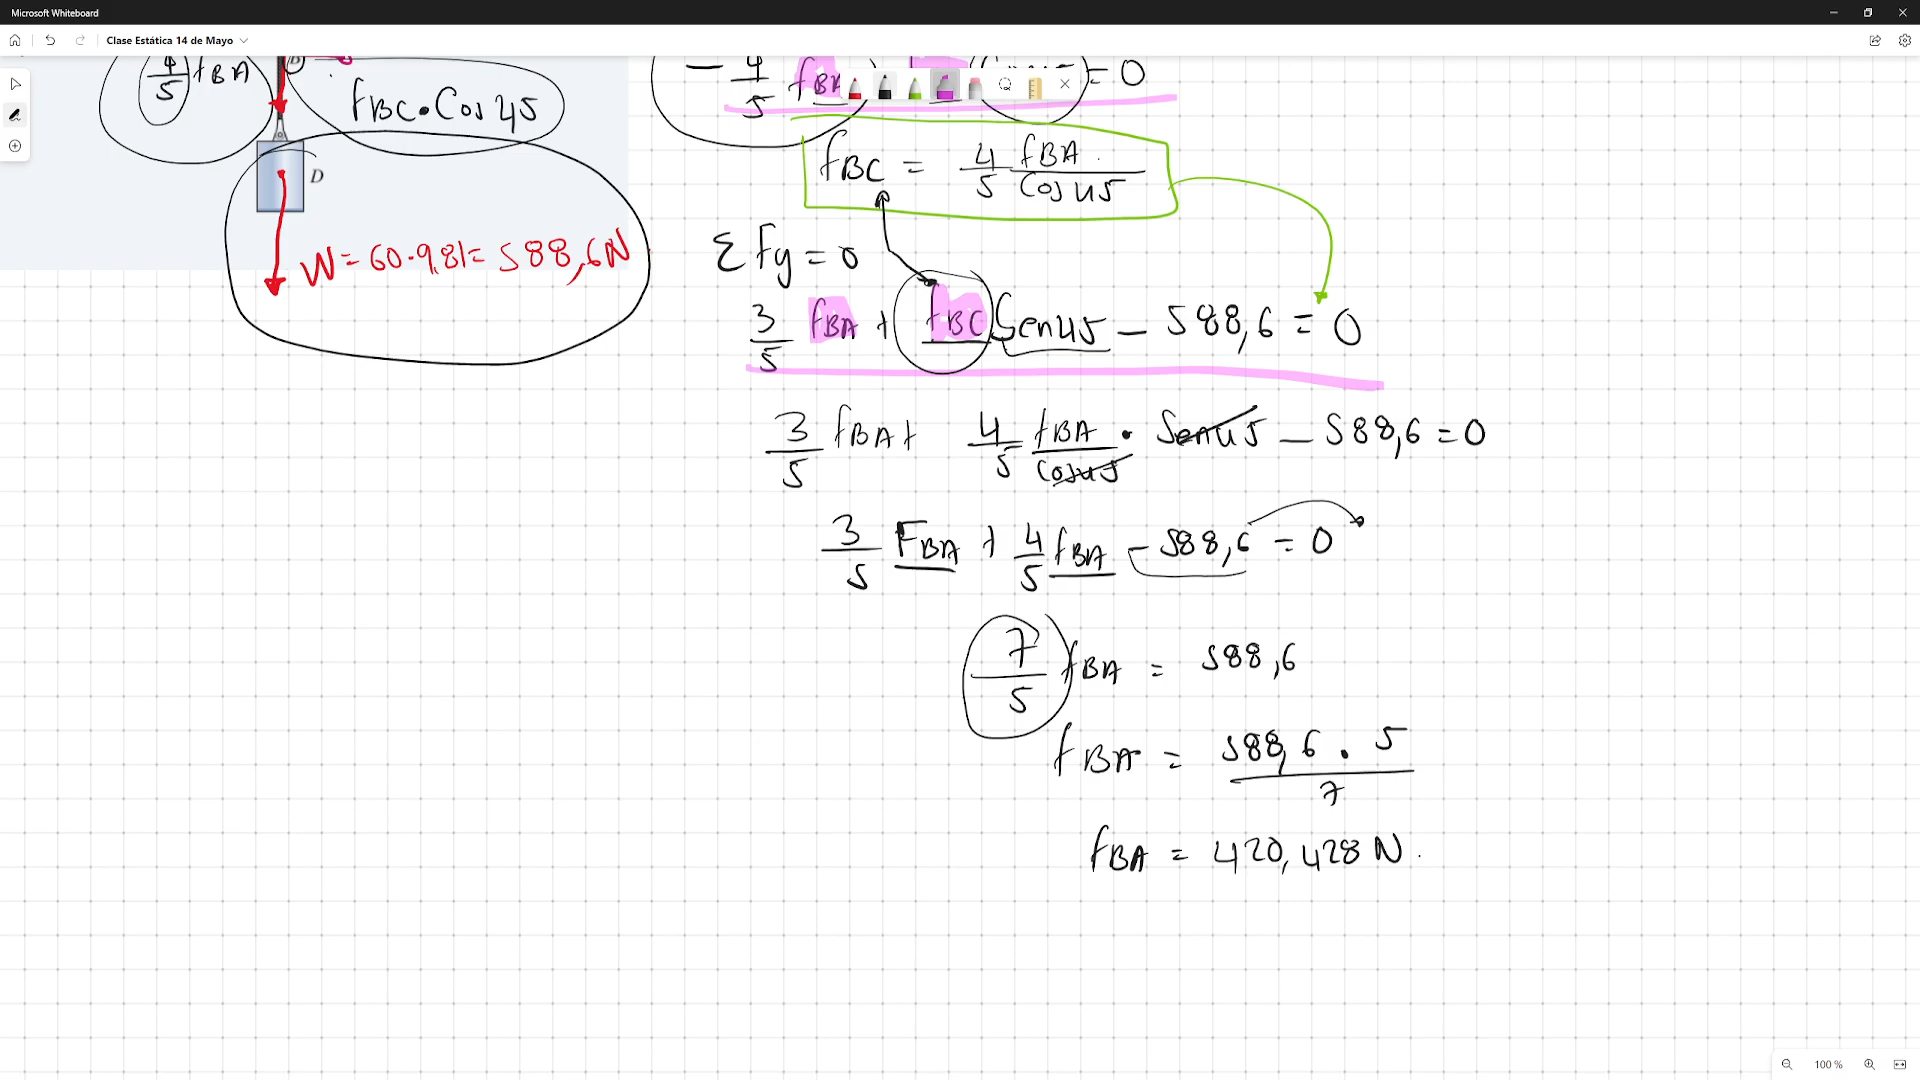 Microsoft Whiteboard
Clase Estática 14 de Mayo
4/5 fBA
fBC•Cos 45
D
W = 60·9,81 = 588,6N
- 4/5 fBA = 0
fBC = 4/5 fBA/Cos45
Σ Fy = 0
3/5 fBA + fBC Sen45 - 588,6 = 0
3/5 fBA + 4/5 fBA/Cos45 • Sen45 - 588,6 = 0
3/5 FBA + 4/5 fBA - 588,6 = 0
7/5 fBA = 588,6
fBA = 588,6 . 5 / 7
fBA = 420,428 N.
100 %